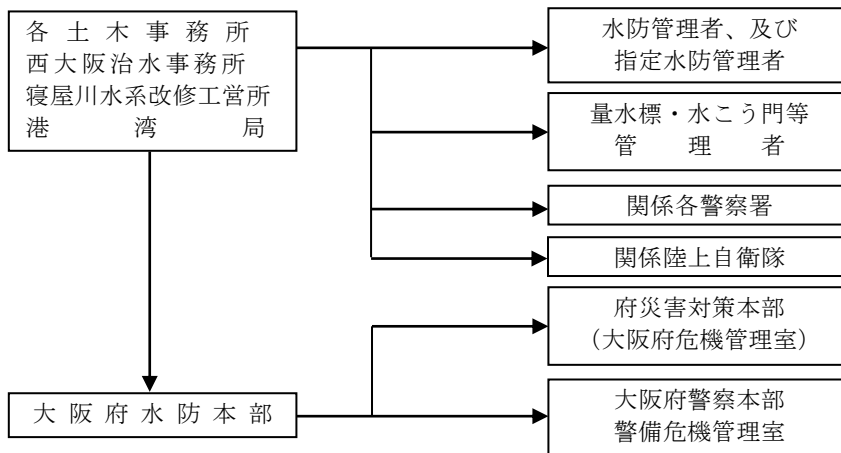 各土木事務所
西大阪治水事務所
寝屋川水系改修工営所
港湾局
水防管理者、及び
指定水防管理者
量水標・水こう門等
管理者
関係各警察署
関係陸上自衛隊
府災害対策本部
（大阪府危機管理室）
大阪府水防本部
大阪府警察本部
警備危機管理室